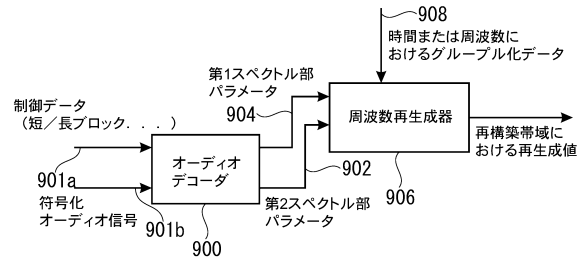 908
時間または周波数に
おけるグループル化データ
第1スペクトル部
パラメータ
904
制御データ
（短／長ブロック．．．）
周波数再生成器
オーディオ
デコーダ
901a
902
再構築帯域に
おける再生成値
906
符号化
オーディオ信号
901b
900
第2スペクトル部
パラメータ